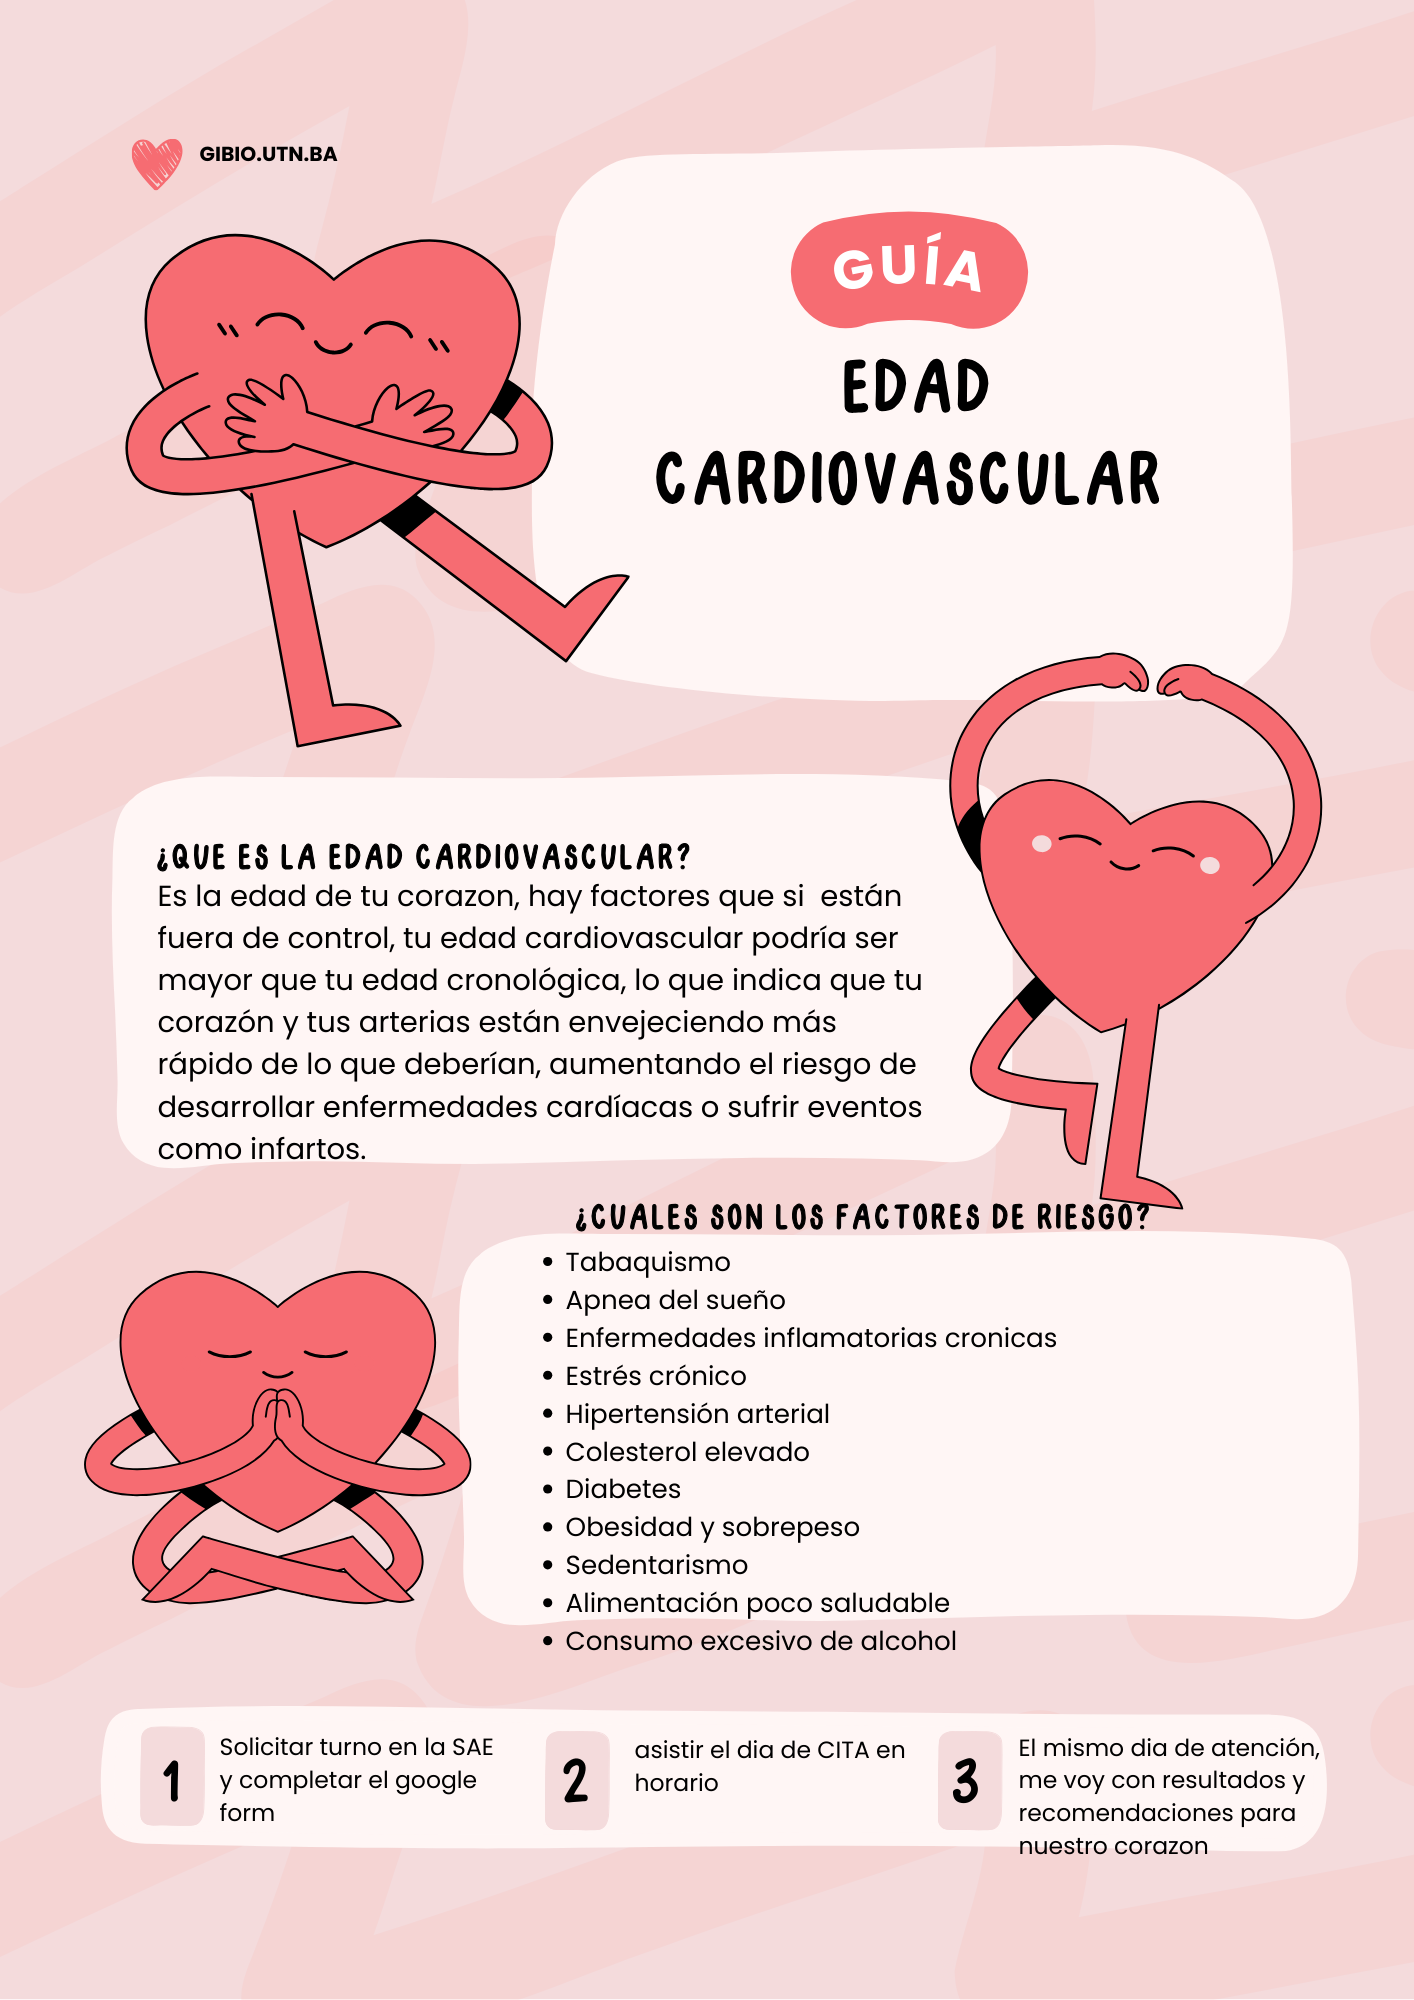 GIBIO.UTN.BA
GUÍA
EDAD
CARDIOVASCULAR
¿QUE ES LA EDAD CARDIOVASCULAR?
Es la edad de tu corazon, hay factores que si  están
fuera de control, tu edad cardiovascular podría ser
mayor que tu edad cronológica, lo que indica que tu
corazón y tus arterias están envejeciendo más
rápido de lo que deberían, aumentando el riesgo de
desarrollar enfermedades cardíacas o sufrir eventos
como infartos.
¿CUALES SON LOS FACTORES DE RIESGO?
• Tabaquismo
• Apnea del sueño
• Enfermedades inflamatorias cronicas
• Estrés crónico
• Hipertensión arterial
• Colesterol elevado
• Diabetes
• Obesidad y sobrepeso
• Sedentarismo
• Alimentación poco saludable
• Consumo excesivo de alcohol
1
Solicitar turno en la SAE
y completar el google
form
2
asistir el dia de CITA en
horario
3
El mismo dia de atención,
me voy con resultados y
recomendaciones para
nuestro corazon